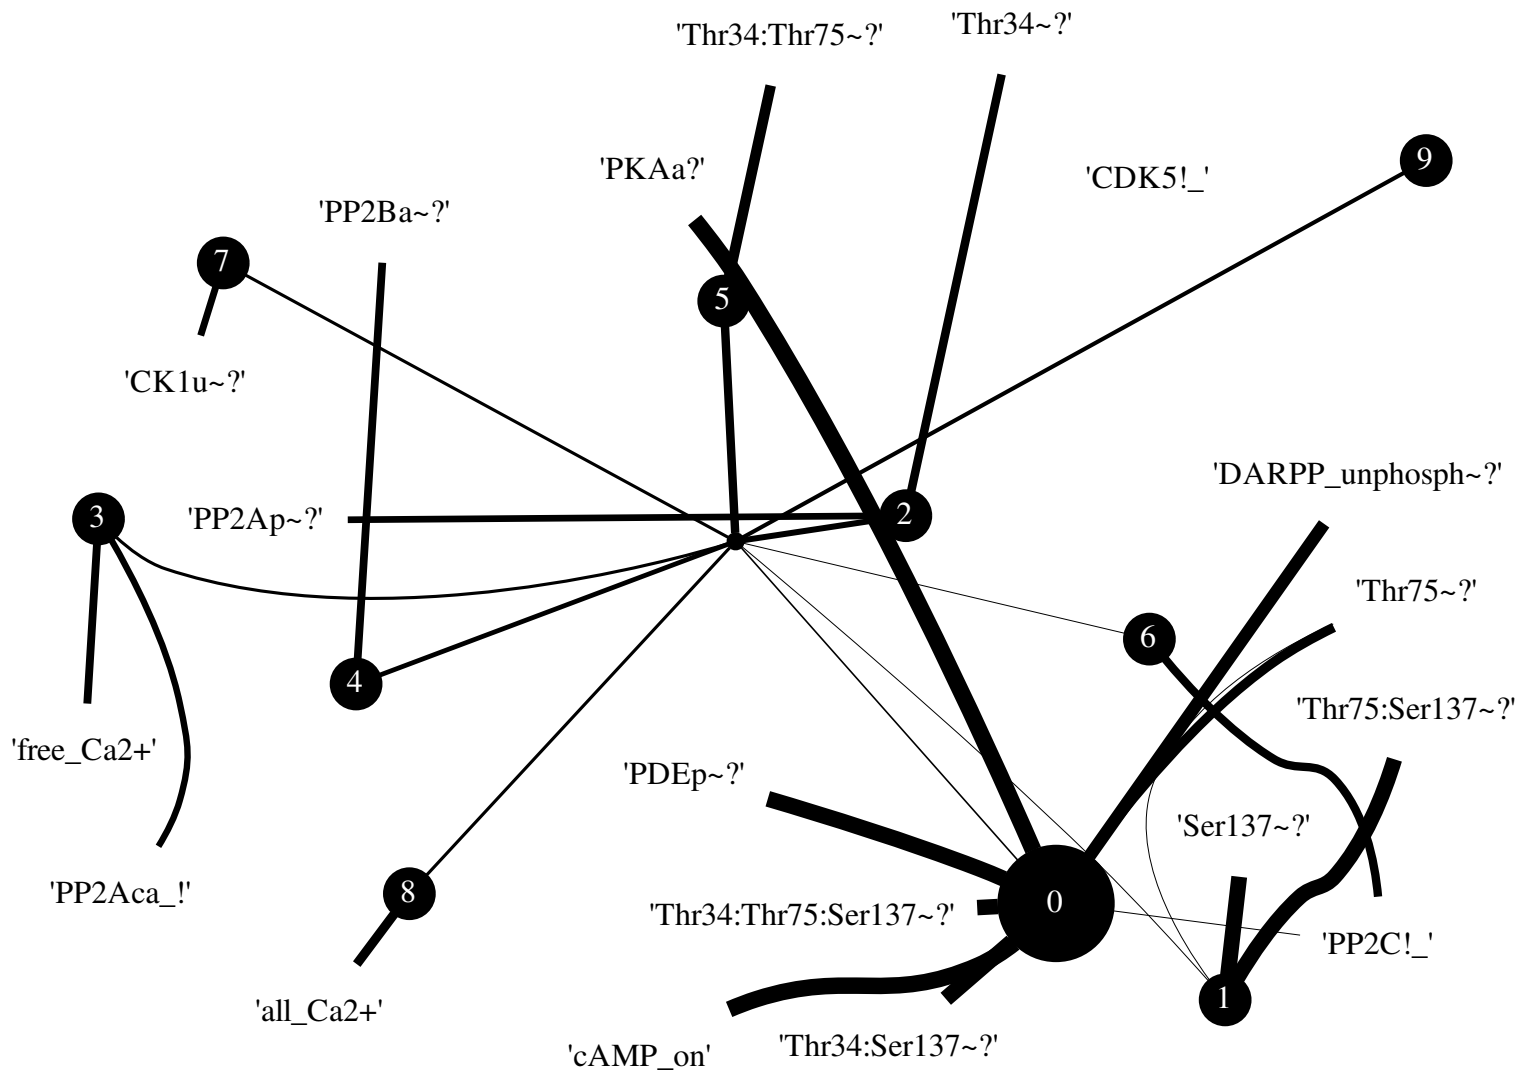 'Thr34~?'
'Thr34:Thr75~?'
9
'PKAa?'
'CDK5!_'
'PP2Ba~?'
7
5
'CK1u~?'
'DARPP_unphosph~?'
3
'PP2Ap~?'
2
'Thr75~?'
6
4
'Thr75:Ser137~?'
'free_Ca2+'
'PDEp~?'
'Ser137~?'
'PP2Aca_!'
8
0
'Thr34:Thr75:Ser137~?'
'PP2C!_'
1
'all_Ca2+'
'Thr34:Ser137~?'
'cAMP_on'